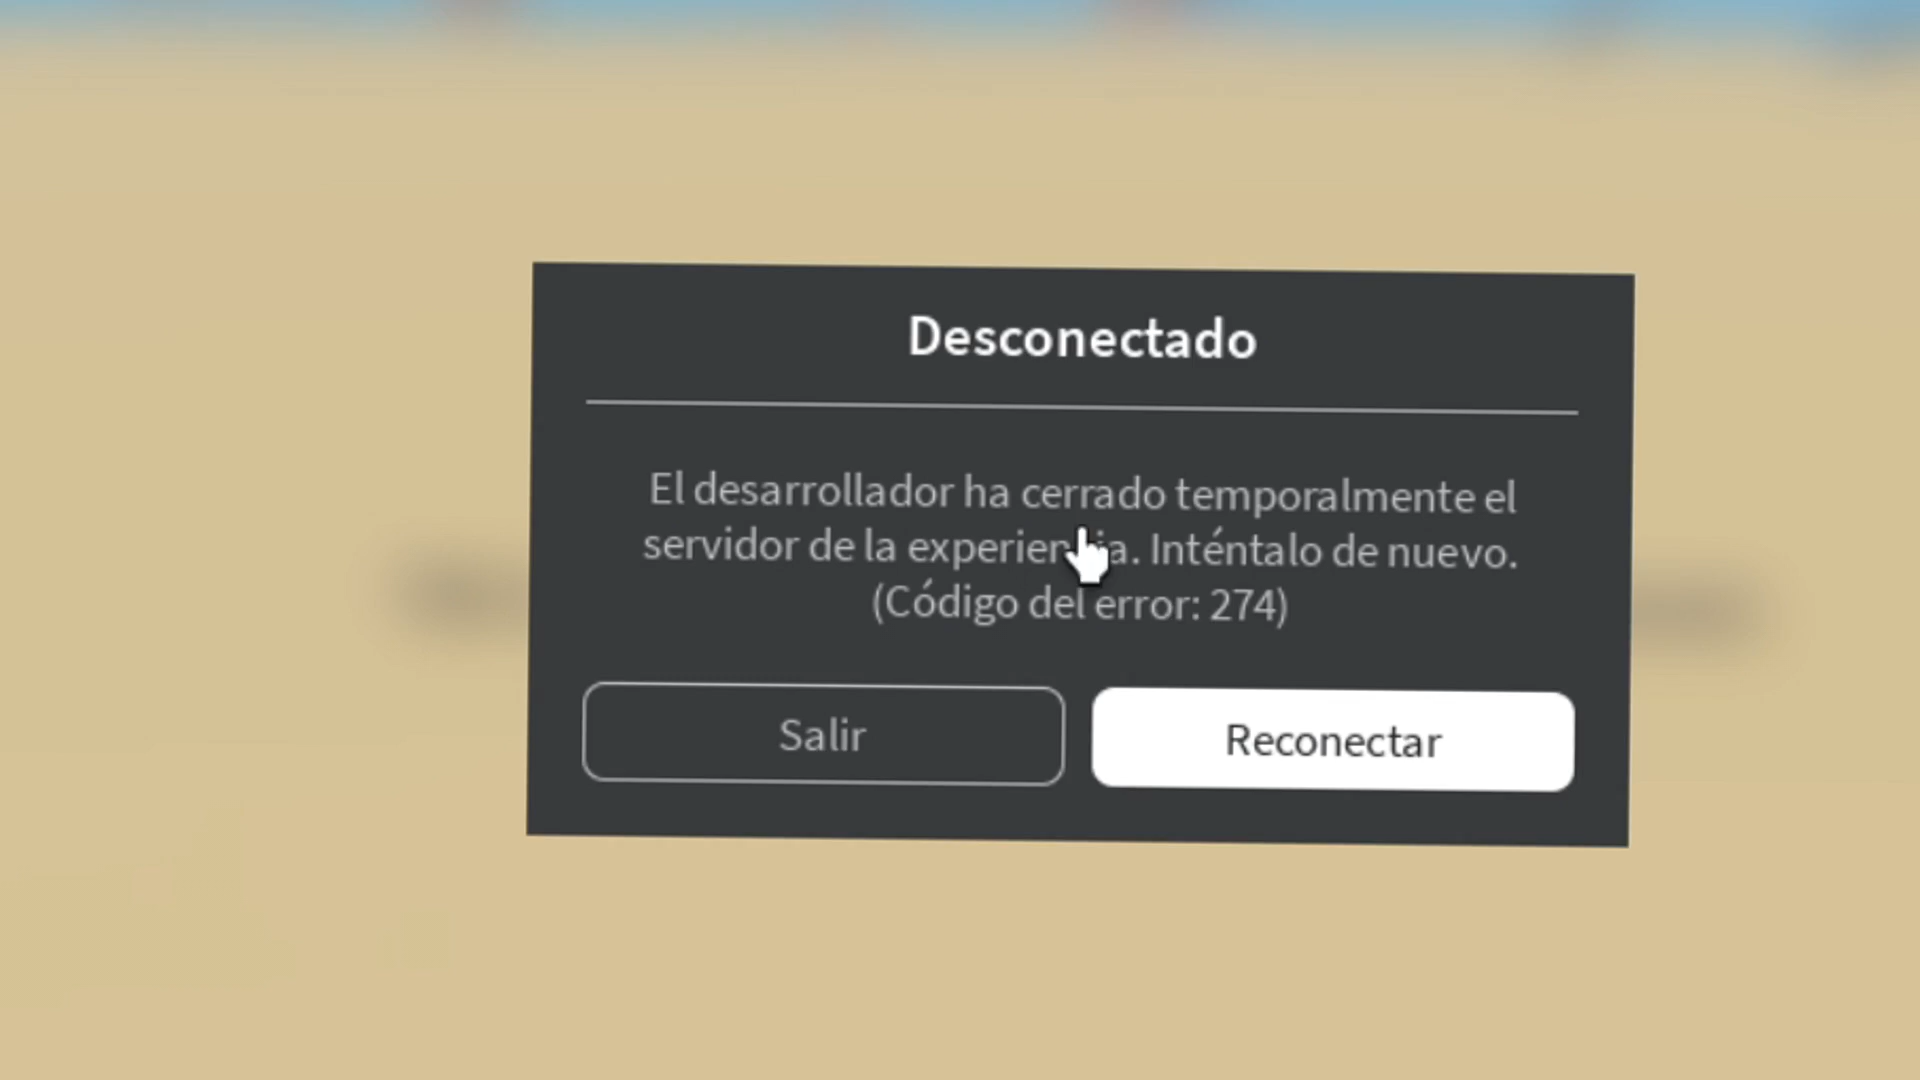 Desconectado
El desarrollador ha cerrado temporalmente el
servidor de la experiencia. Inténtalo de nuevo.
(Código del error: 274)
Salir
Reconectar